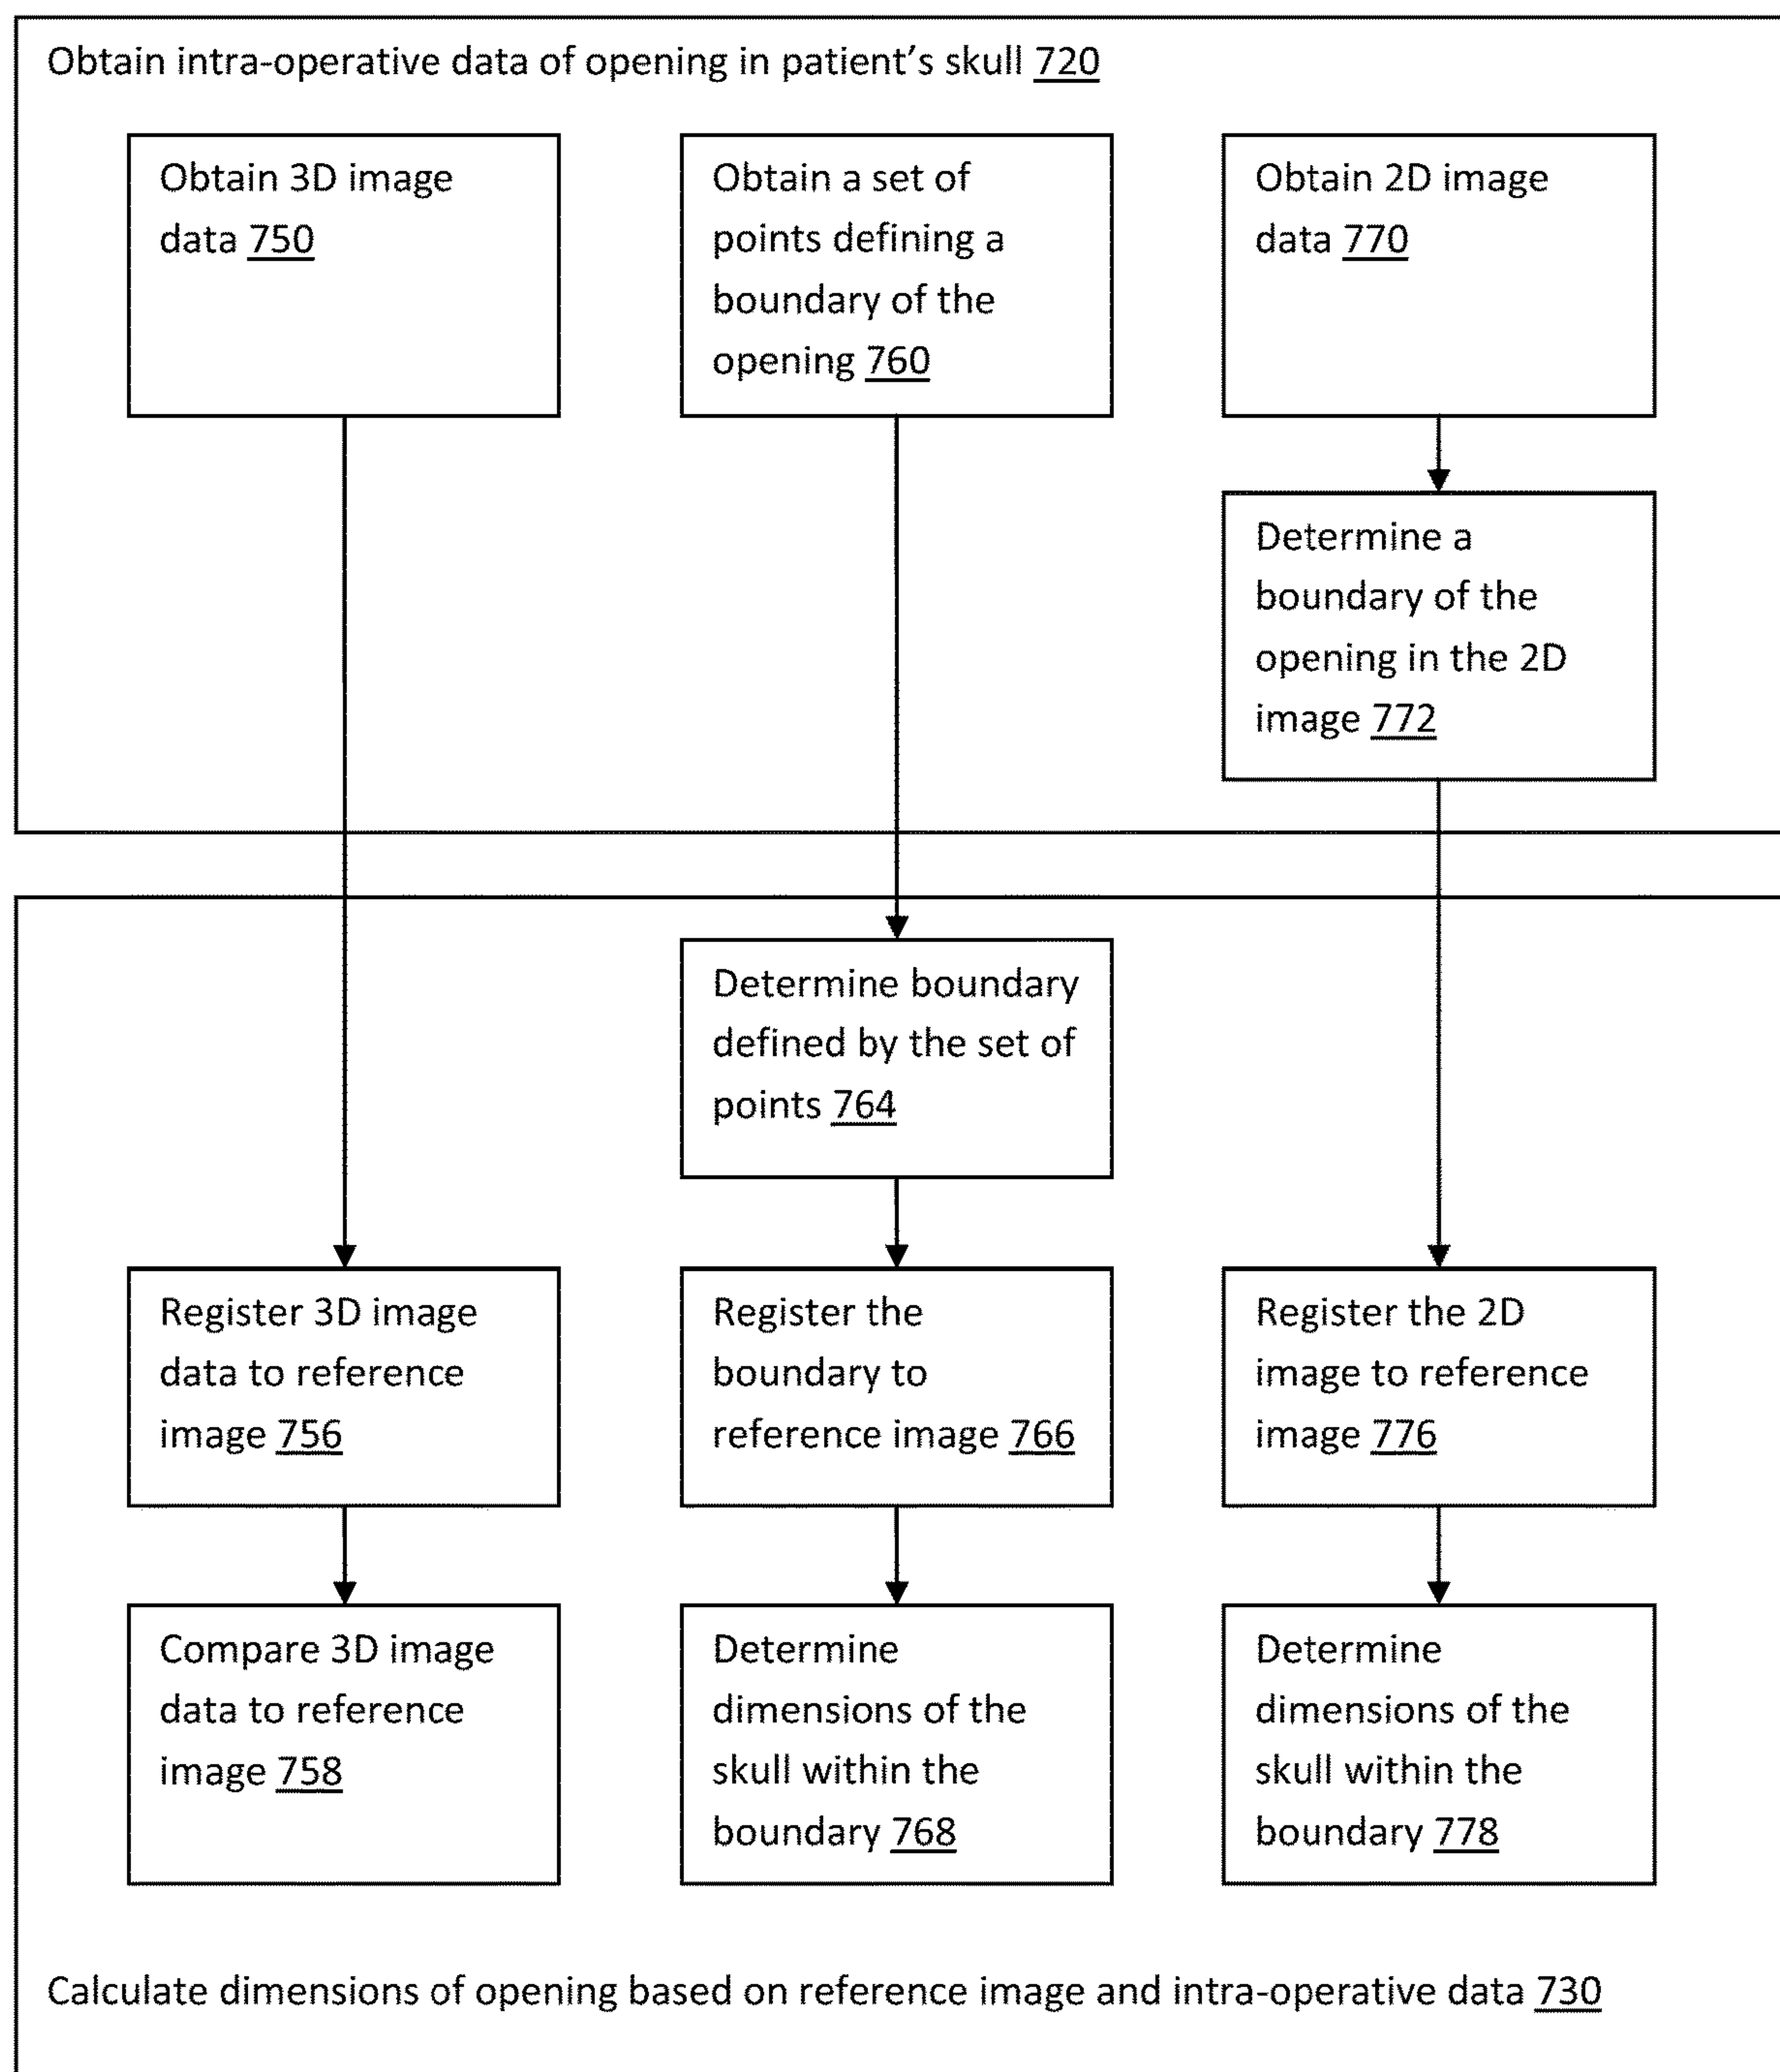 Obtain intra-operative data of opening in patient’s skull 720
Obtain 3D image
data 750
Obtain a set of
points defining a
boundary of the
opening 760
Obtain 2D image
data 770
Determine a
boundary of the
opening in the 2D
image 772
Determine boundary
defined by the set of
points 764
Register 3D image
data to reference
image 756
Register the
boundary to
reference image 766
Register the 2D
image to reference
image 776
Compare 3D image
data to reference
image 758
Determine
dimensions of the
skull within the
boundary 768
Determine
dimensions of the
skull within the
boundary 778
Calculate dimensions of opening based on reference image and intra-operative data 730